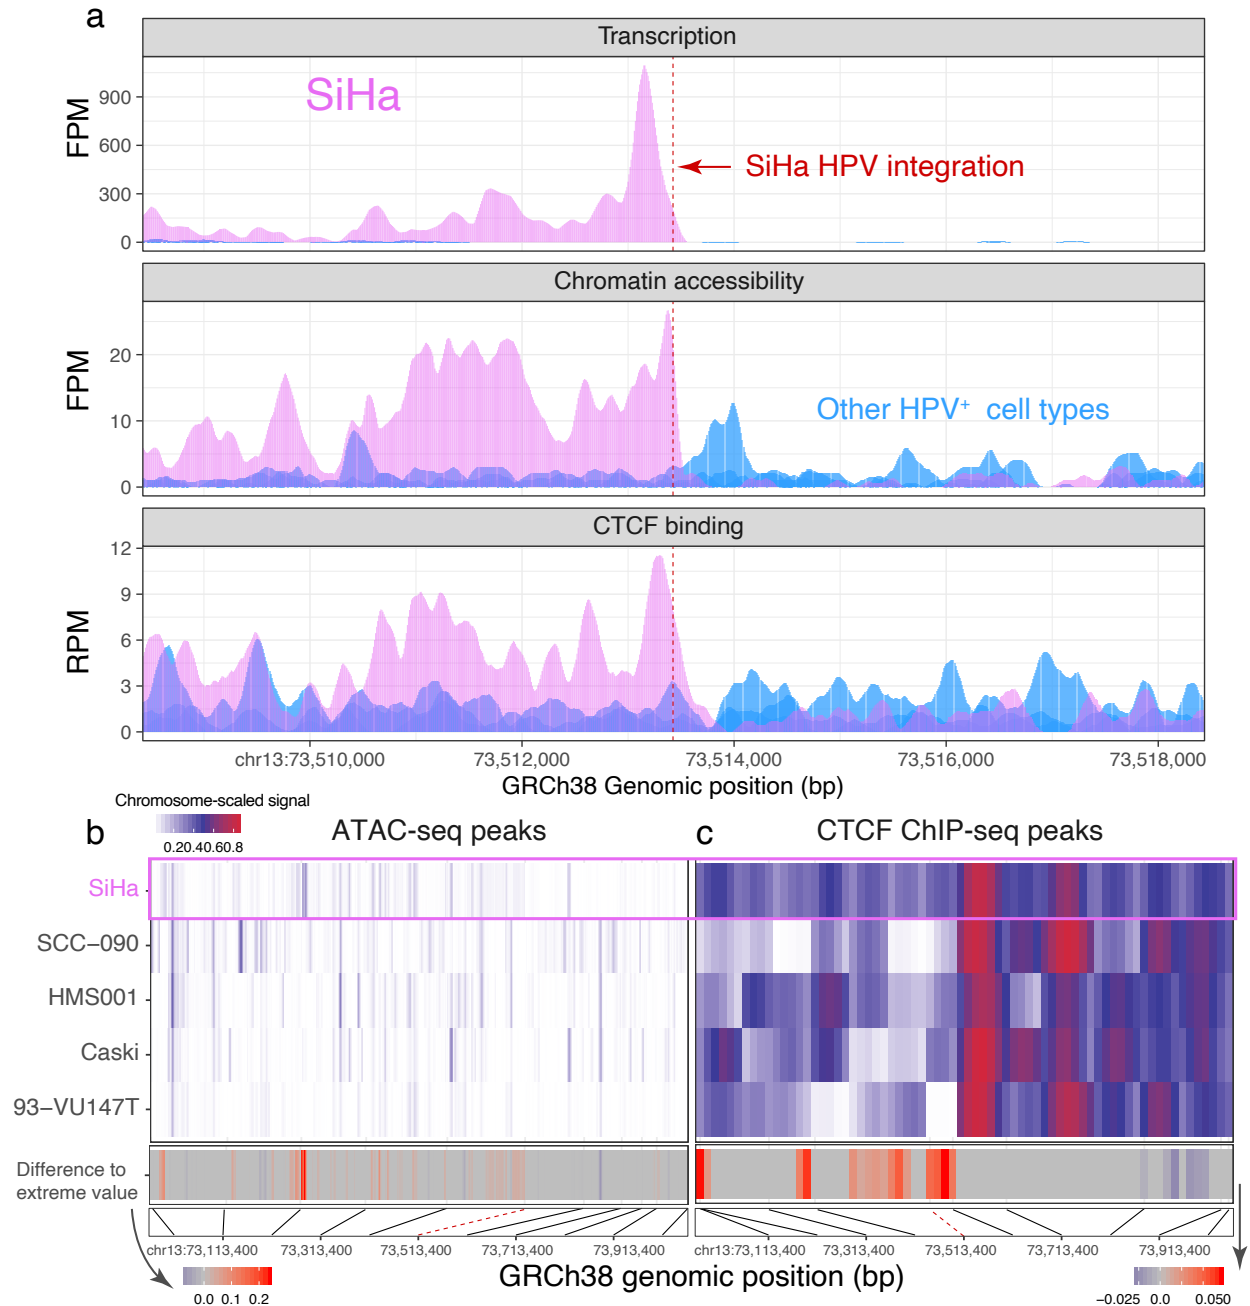 a
Transcription
SiHa
FPM
900
600
300
0
SiHa HPV integration
Chromatin accessibility
FPM
20
10
0
Other HPV+ cell types
CTCF binding
RPM
12
9
6
3
0
chr13:73,510,000 73,512,000 73,514,000 73,516,000 73,518,000
GRCh38 Genomic position (bp)
Chromosome-scaled signal
0.20.40.60.8
b ATAC-seq peaks
c CTCF ChIP-seq peaks
SiHa
SCC−090
HMS001
Caski
93−VU147T
Difference to
extreme value
chr13:73,113,400 73,313,400 73,513,400 73,713,400 73,913,400
chr13:73,113,400 73,313,400 73,513,400 73,713,400 73,913,400
GRCh38 genomic position (bp)
0.0 0.1 0.2
−0.025 0.0 0.050